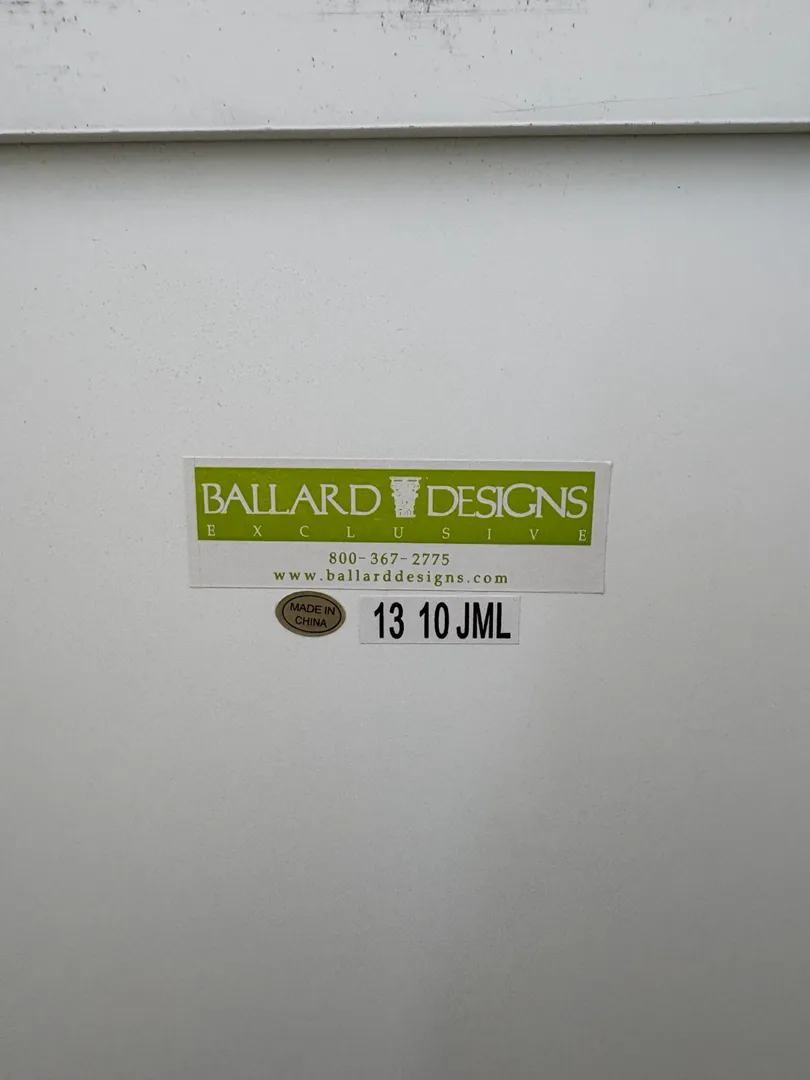 BALLARD DESIGNS
EXCLUSIVE
800-367-2775
www.ballarddesigns.com
MADE IN
CHINA
13 10 JML